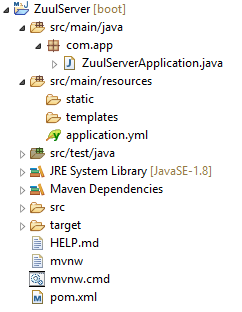 ZuulServer [boot]
src/main/java
com.app
ZuulServerApplication.java
src/main/resources
static
templates
application.yml
src/test/java
JRE System Library [JavaSE-1.8]
Maven Dependencies
src
target
HELP.md
mvnw
mvnw.cmd
pom.xml